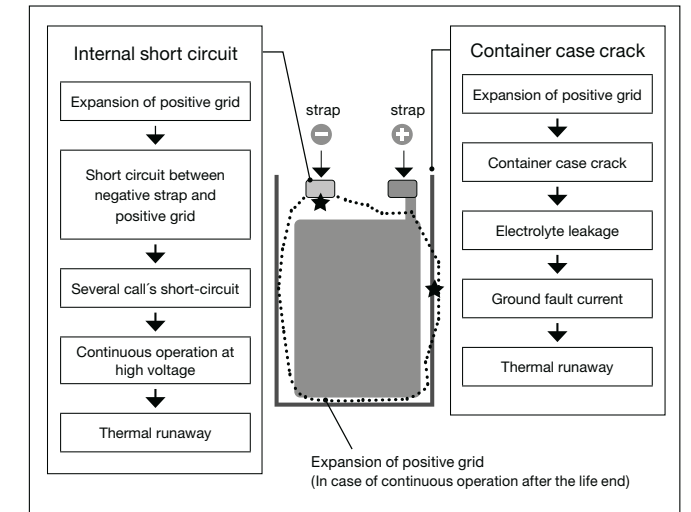 Internal short circuit
Expansion of positive grid
Short circuit between
negative strap and
positive grid
Several call´s short-circuit
Continuous operation at
high voltage
Thermal runaway
strap
strap
Container case crack
Expansion of positive grid
Container case crack
Electrolyte leakage
Ground fault current
Thermal runaway
Expansion of positive grid
(In case of continuous operation after the life end)